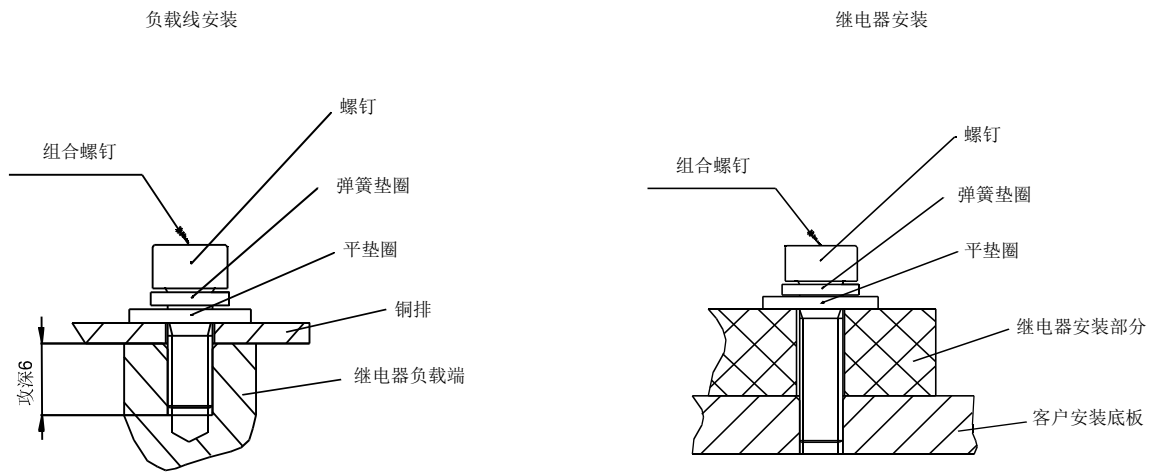 负载线安装
螺钉
组合螺钉
弹簧垫圈
平垫圈
铜排
继电器负载端
攻深6
继电器安装
螺钉
组合螺钉
弹簧垫圈
平垫圈
继电器安装部分
客户安装底板